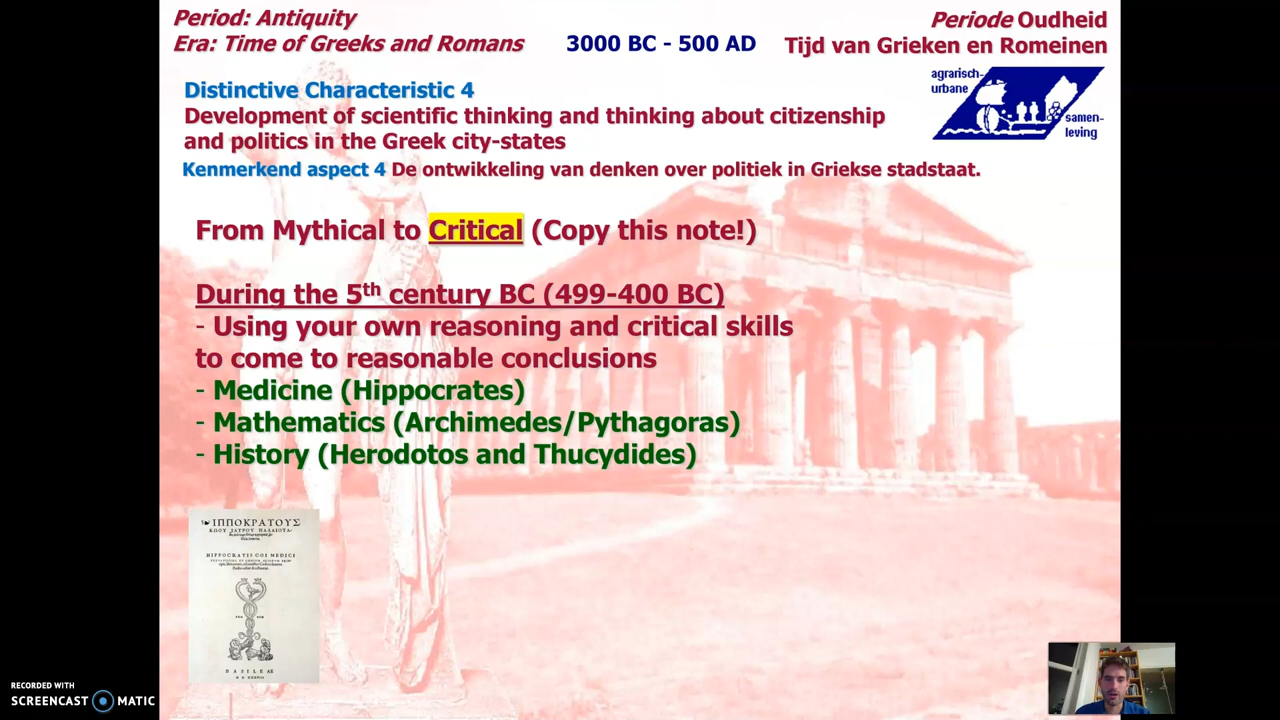 Period: Antiquity
Era: Time of Greeks and Romans
3000 BC - 500 AD
Periode Oudheid
Tijd van Grieken en Romeinen
agrarisch-
urbane
samen-
leving
Distinctive Characteristic 4
Development of scientific thinking and thinking about citizenship
and politics in the Greek city-states
Kenmerkend aspect 4 De ontwikkeling van denken over politiek in Griekse stadstaat.
From Mythical to Critical (Copy this note!)
During the 5th century BC (499-400 BC)
- Using your own reasoning and critical skills
to come to reasonable conclusions
- Medicine (Hippocrates)
- Mathematics (Archimedes/Pythagoras)
- History (Herodotos and Thucydides)
ΙΠΠΟΚΡΑΤΟΥΣ
HIPPOCRATIS COI MEDICI
BASILEAE
RECORDED WITH
SCREENCAST MATIC